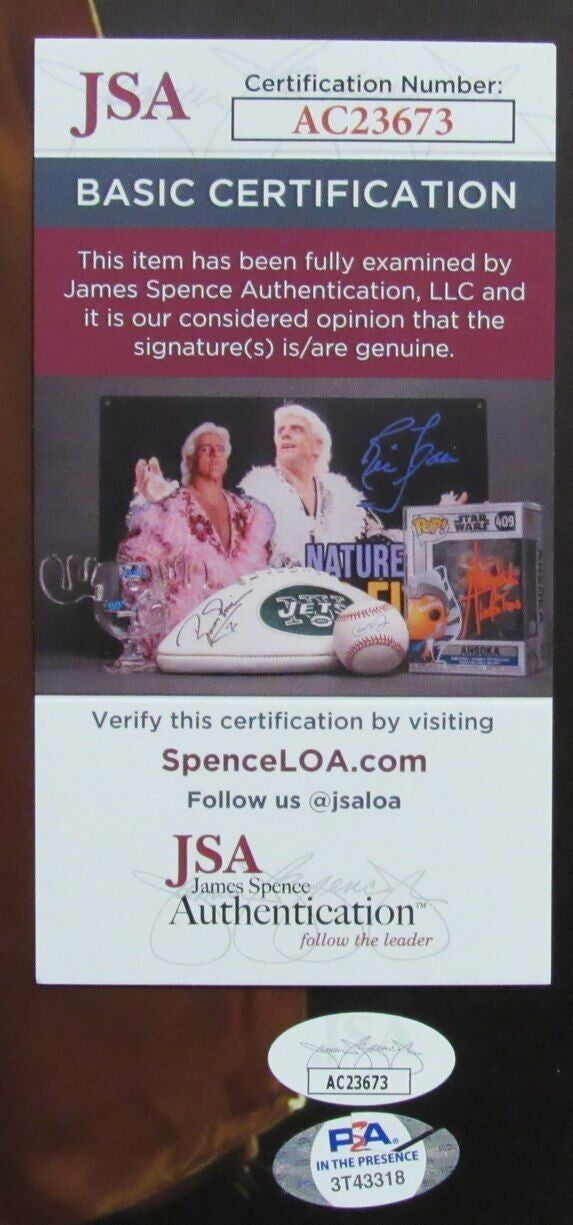 JSA
Certification Number:
AC23673
BASIC CERTIFICATION
This item has been fully examined by
James Spence Authentication, LLC and
it is our considered opinion that the
signature(s) is/are genuine.
POP! STAR WARS 409
NATURE
JETS
AHSOKA
Verify this certification by visiting
SpenceLOA.com
Follow us @jsaloa
JSA
James Spence
Authentication™
follow the leader
JSA
AC23673
PSA®
IN THE PRESENCE
3T43318